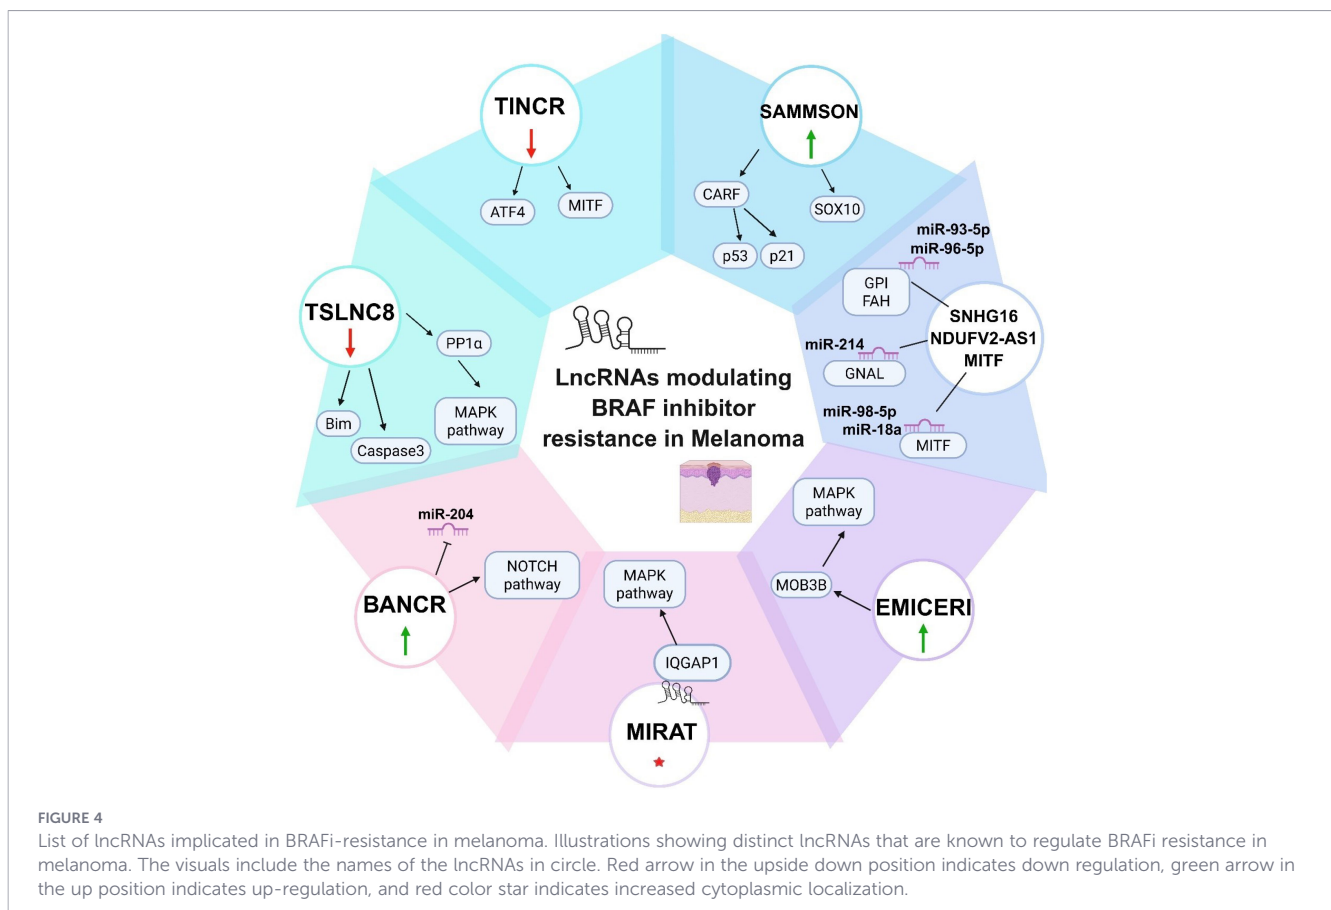 TINCR
ATF4
MITF
SAMMSON
CARF
SOX10
p53
p21
miR-93-5p
miR-96-5p
GPI
FAH
SNHG16
NDUFV2-AS1
MITF
miR-214
GNAL
miR-98-5p
miR-18a
MITF
TSLNC8
PP1α
MAPK
pathway
Bim
Caspase3
LncRNAs modulating
BRAF inhibitor
resistance in Melanoma
miR-204
NOTCH
pathway
BANCR
MAPK
pathway
IQGAP1
MIRAT
MAPK
pathway
MOB3B
EMICERI
FIGURE 4
List of lncRNAs implicated in BRAFi-resistance in melanoma. Illustrations showing distinct lncRNAs that are known to regulate BRAFi resistance in
melanoma. The visuals include the names of the lncRNAs in circle. Red arrow in the upside down position indicates down regulation, green arrow in
the up position indicates up-regulation, and red color star indicates increased cytoplasmic localization.